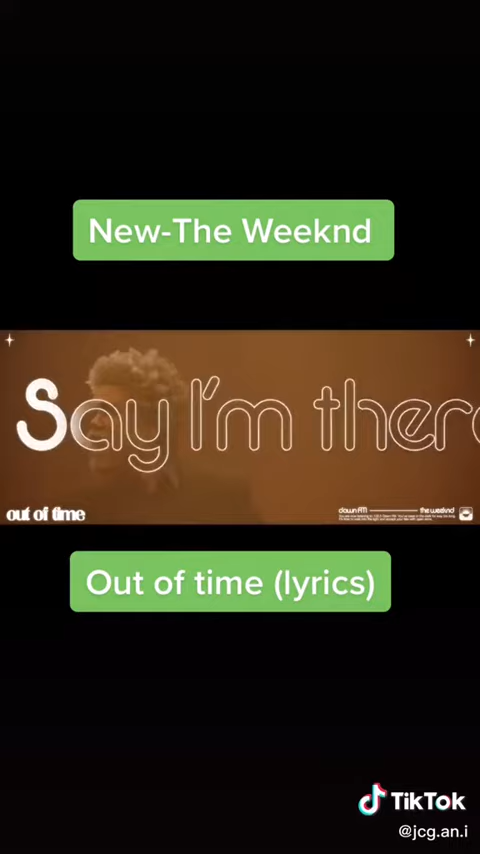 New-The Weeknd
Say I'm there
out of time
dawn FM
the weeknd
Out of time (lyrics)
TikTok
@jcg.an.i